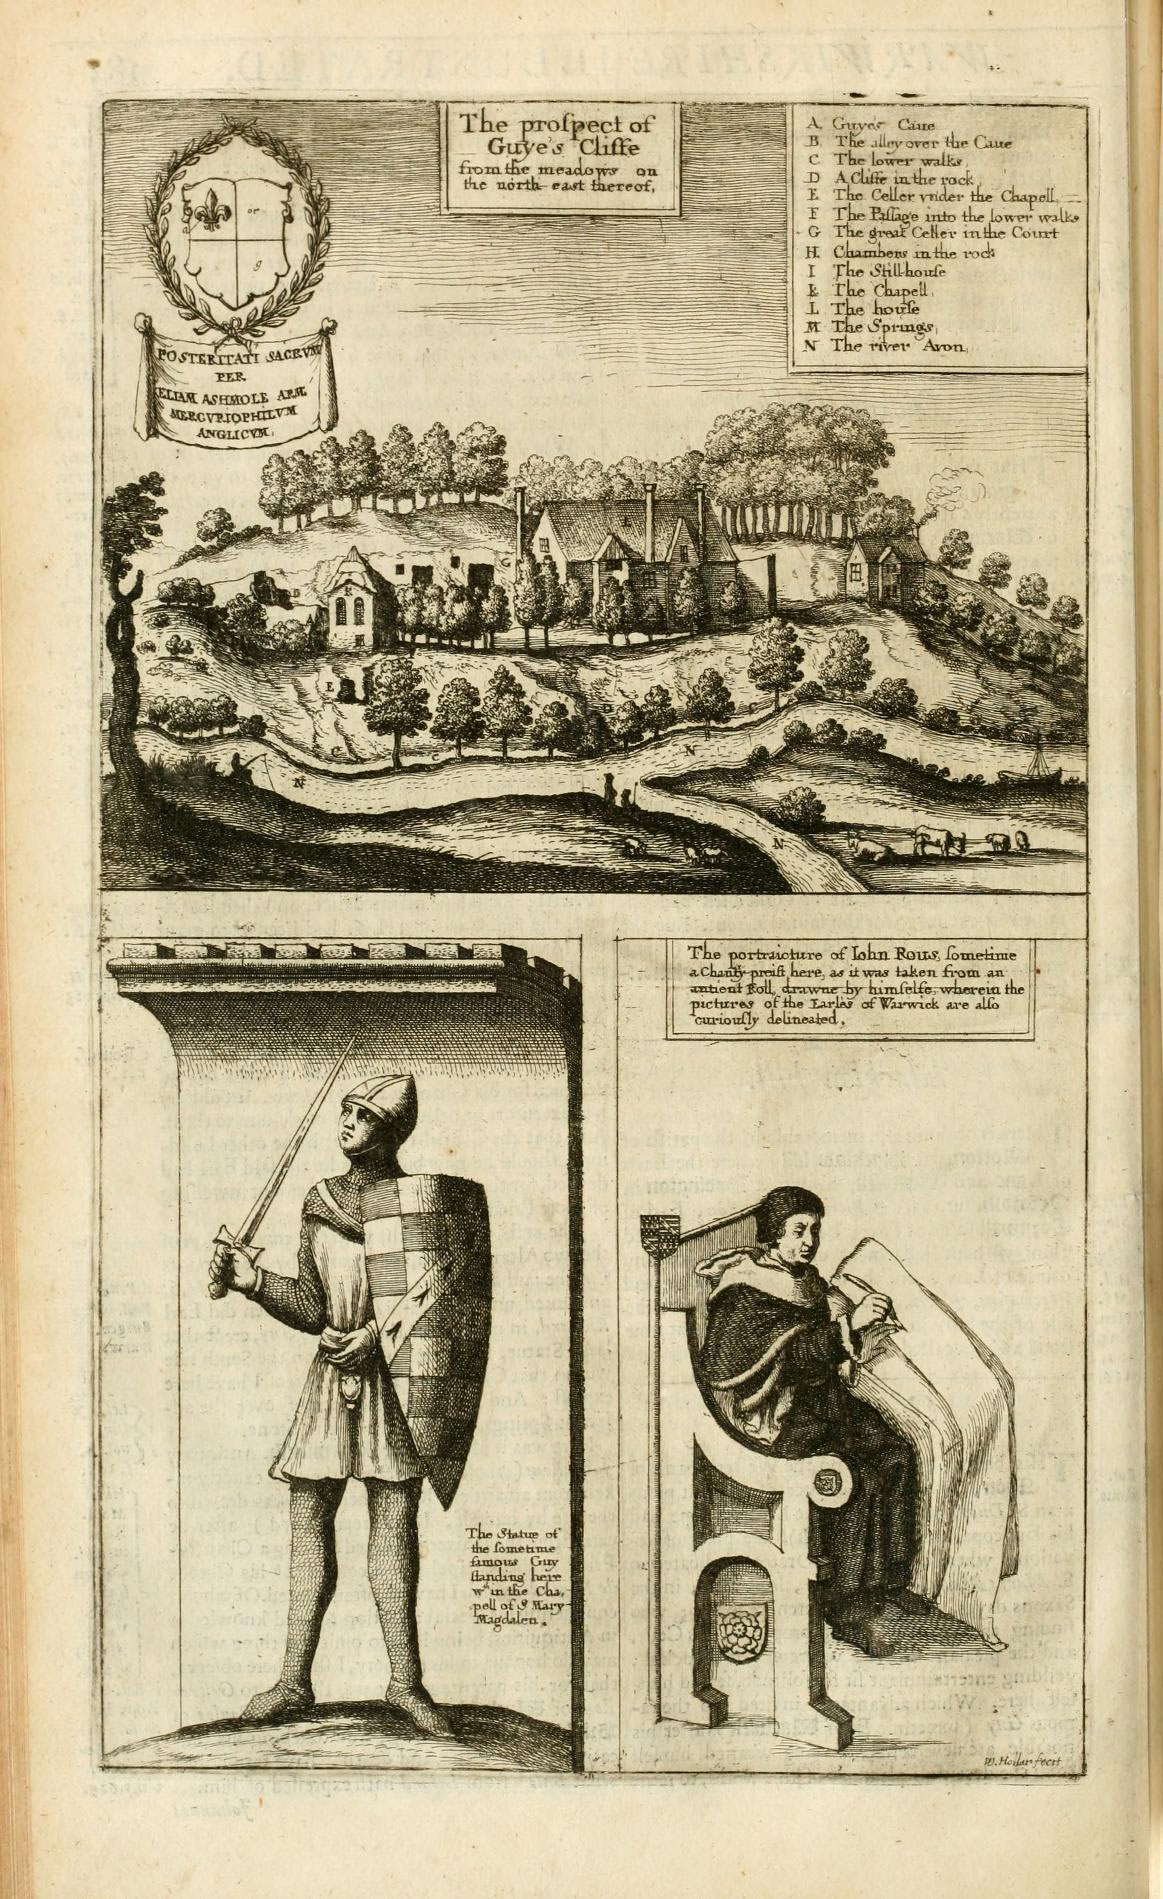 The proſpect of
Guye's Cliffe
from the meadows on
the north-east thereof,
A, Guyes Caue
B, The alley over the Caue
C The lower walks,
D A Cliffe in the rock,
E, The Celler vnder the Chapell,
F The Paſſage into the lower walks
G The great Celler in the Court
H. Chambers in the rock
I The Still-houſe
E The Chapell,
L The houſe
M The Springs,
N The river Avon,
or
g
POSTERITATI SACRVM
PER
ELIAM ASHMOLE ARM.
MERCVRIOPHILVM
ANGLICVM,
L
G
D
K
E
D
C
C
N
N
N
The portraicture of Iohn Rous, ſometime
a Chantry-preiſt here, as it was taken from an
antient Roll, drawne by himſelfe, wherein the
pictures of the Earles of Warwick are alſo
curiouſly delineated,
The Statue of
the ſometime
famous Guy
ſtanding here
wth in the Cha,
pell of S Mary
Magdalen.
W. Hollar fecit